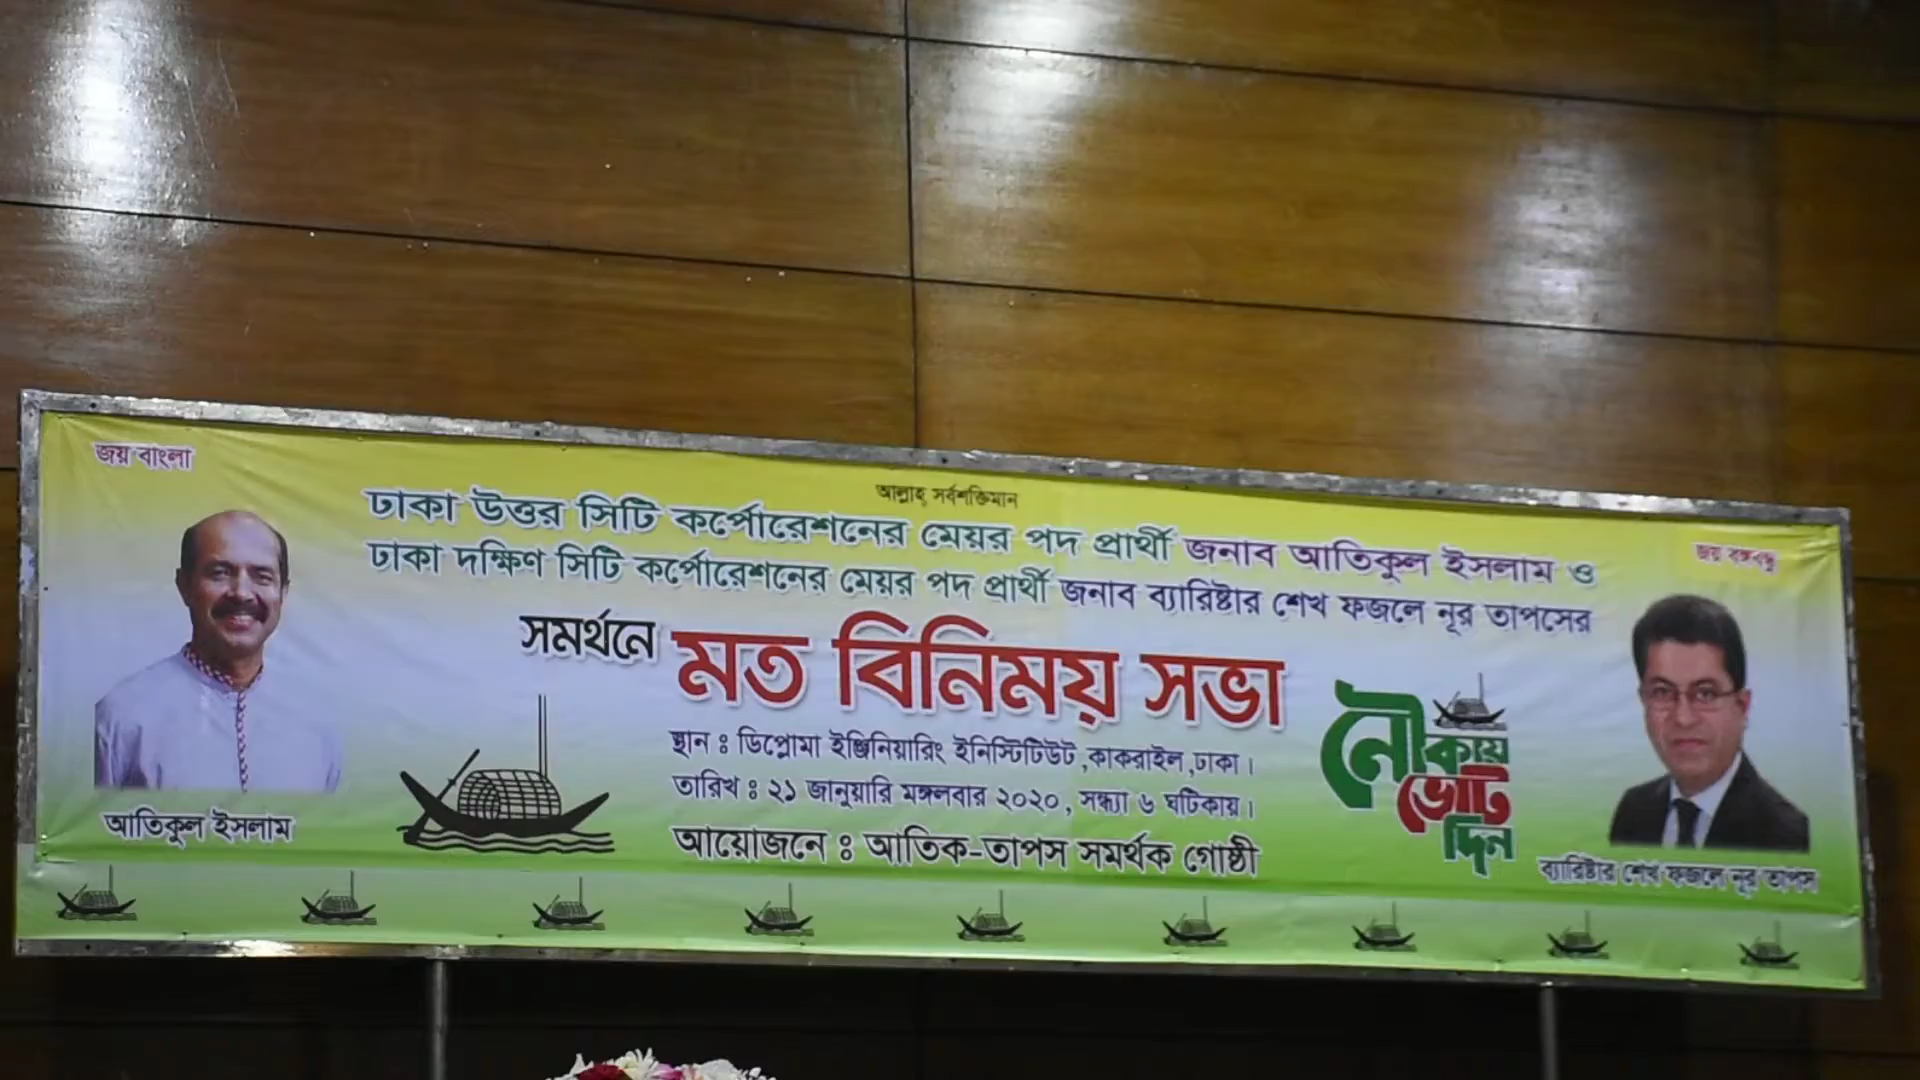 জয় বাংলা
আল্লাহ্ সর্বশক্তিমান
জয় বঙ্গবন্ধু
ঢাকা উত্তর সিটি কর্পোরেশনের মেয়র পদ প্রার্থী জনাব আতিকুল ইসলাম ও
ঢাকা দক্ষিণ সিটি কর্পোরেশনের মেয়র পদ প্রার্থী জনাব ব্যারিষ্টার শেখ ফজলে নূর তাপসের
সমর্থনে মত বিনিময় সভা
স্থান ঃ ডিপ্লোমা ইঞ্জিনিয়ারিং ইনিস্টিটিউট ,কাকরাইল ,ঢাকা।
তারিখ ঃ ২১ জানুয়ারি মঙ্গলবার ২০২০, সন্ধ্যা ৬ ঘটিকায়।
আয়োজনে ঃ আতিক-তাপস সমর্থক গোষ্ঠী
নৌকায়
ভোট
দিন
আতিকুল ইসলাম
ব্যারিষ্টার শেখ ফজলে নূর তাপস